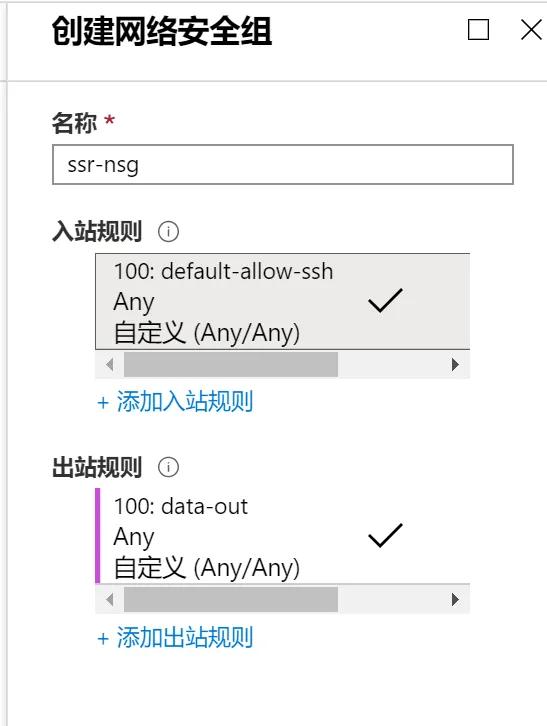 创建网络安全组
名称 *
ssr-nsg
入站规则
100: default-allow-ssh
Any
自定义 (Any/Any)
+ 添加入站规则
出站规则
100: data-out
Any
自定义 (Any/Any)
+ 添加出站规则